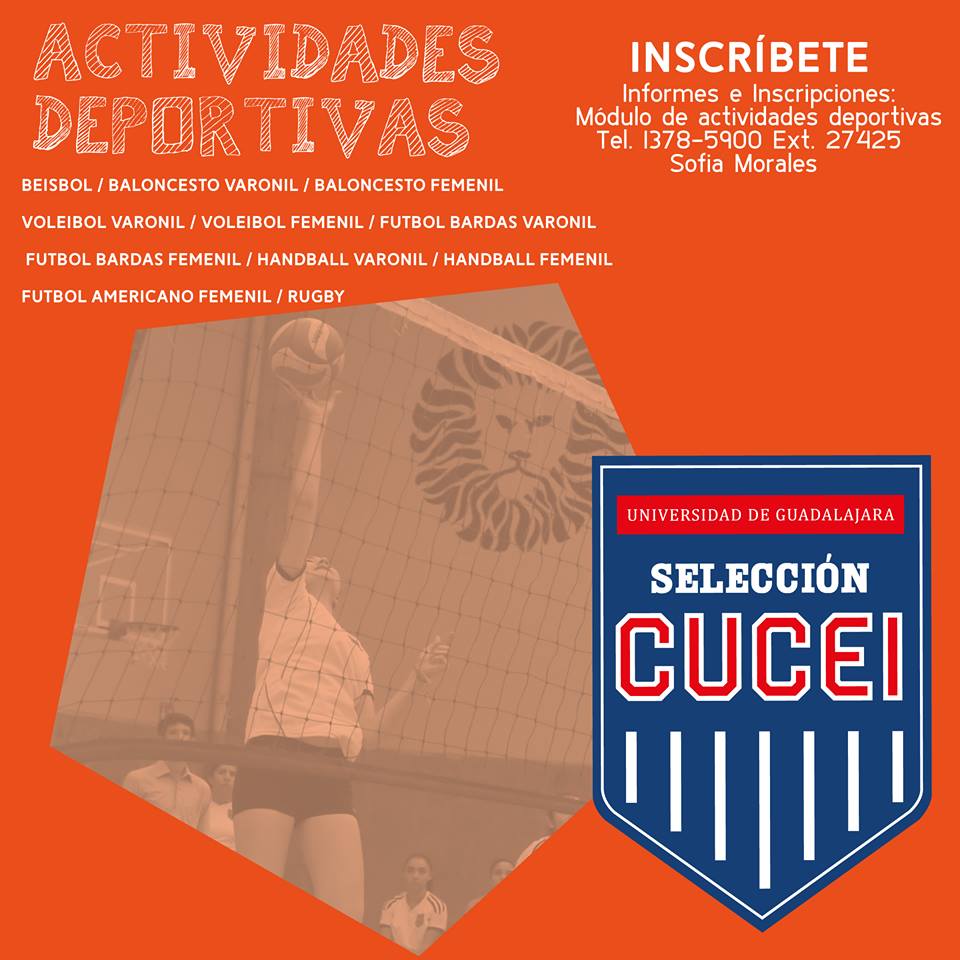 ACTIVIDADES
DEPORTIVAS
BEISBOL / BALONCESTO VARONIL / BALONCESTO FEMENIL
VOLEIBOL VARONIL / VOLEIBOL FEMENIL / FUTBOL BARDAS VARONIL
FUTBOL BARDAS FEMENIL / HANDBALL VARONIL / HANDBALL FEMENIL
FUTBOL AMERICANO FEMENIL / RUGBY
INSCRÍBETE
Informes e Inscripciones:
Módulo de actividades deportivas
Tel. 1378-5900 Ext. 27425
Sofia Morales
UNIVERSIDAD DE GUADALAJARA
SELECCIÓN
CUCEI